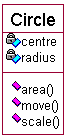 Circle
centre
radius
area()
move()
scale()